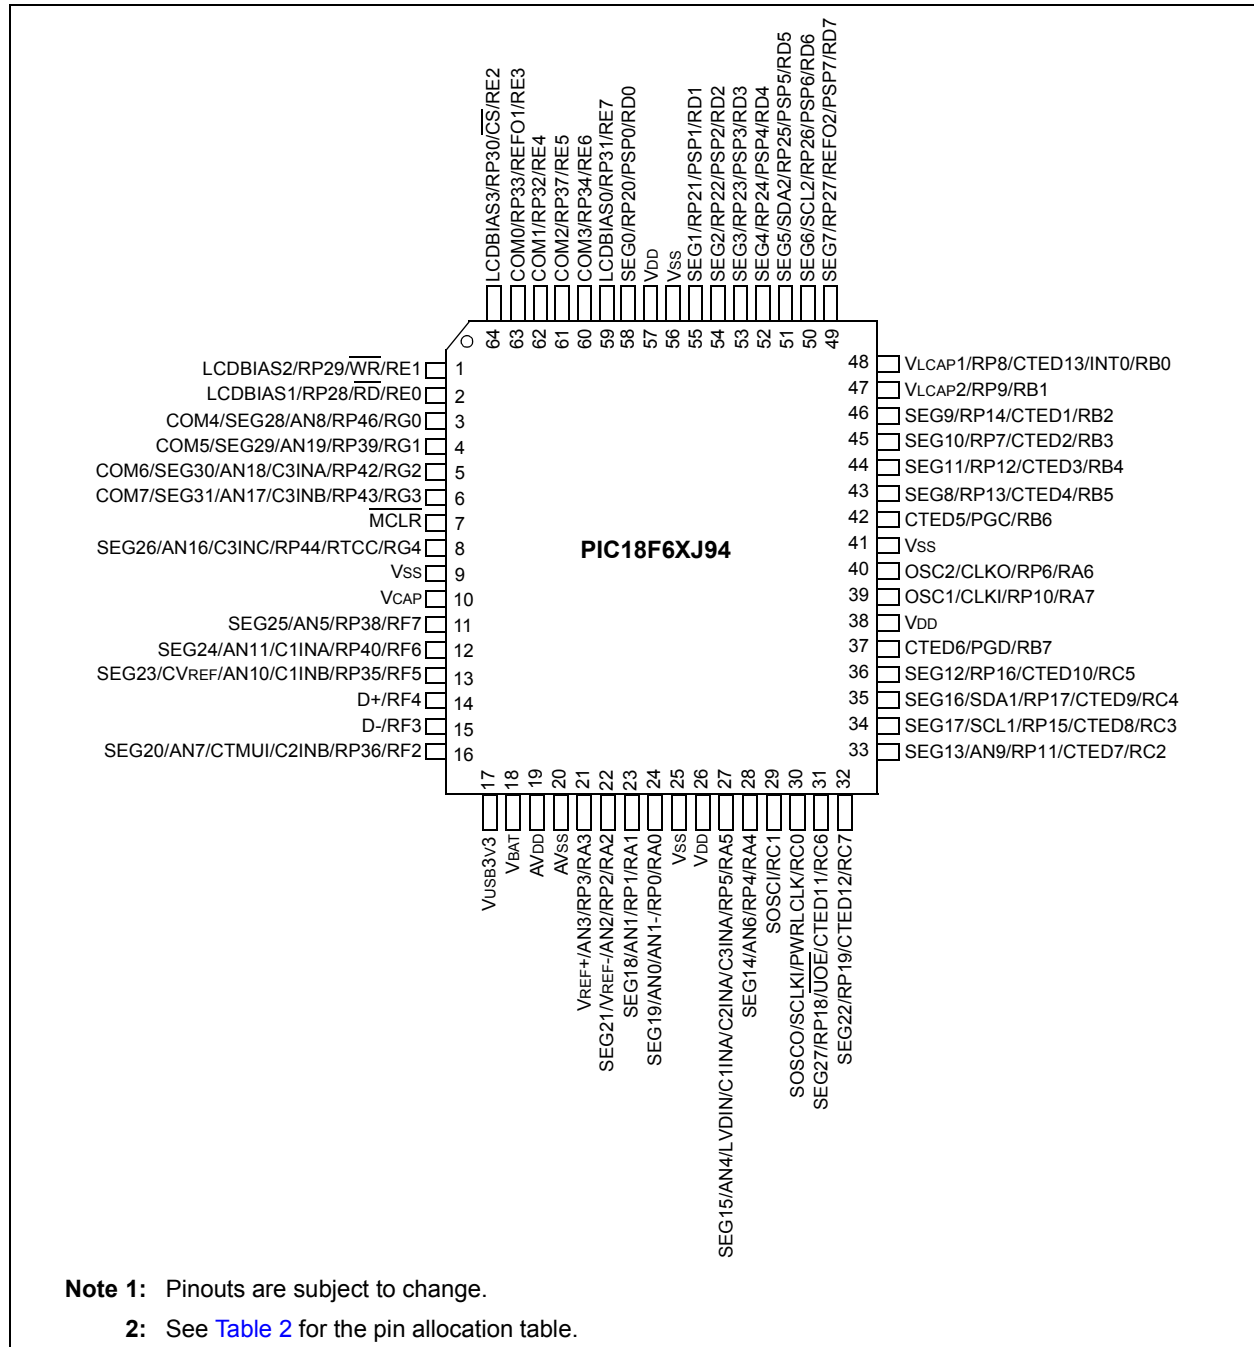 LCDBIAS3/RP30/CS/RE2
COM0/RP33/REFO1/RE3
COM1/RP32/RE4
COM2/RP37/RE5
COM3/RP34/RE6
LCDBIAS0/RP31/RE7
SEG0/RP20/PSP0/RD0
VDD
VSS
SEG1/RP21/PSP1/RD1
SEG2/RP22/PSP2/RD2
SEG3/RP23/PSP3/RD3
SEG4/RP24/PSP4/RD4
SEG5/SDA2/RP25/PSP5/RD5
SEG6/SCL2/RP26/PSP6/RD6
SEG7/RP27/REFO2/PSP7/RD7
64 63 62 61 60 59 58 57 56 55 54 53 52 51 50 49
LCDBIAS2/RP29/WR/RE1 1
LCDBIAS1/RP28/RD/RE0 2
COM4/SEG28/AN8/RP46/RG0 3
COM5/SEG29/AN19/RP39/RG1 4
COM6/SEG30/AN18/C3INA/RP42/RG2 5
COM7/SEG31/AN17/C3INB/RP43/RG3 6
MCLR 7
SEG26/AN16/C3INC/RP44/RTCC/RG4 8
VSS 9
VCAP 10
SEG25/AN5/RP38/RF7 11
SEG24/AN11/C1INA/RP40/RF6 12
SEG23/CVREF/AN10/C1INB/RP35/RF5 13
D+/RF4 14
D-/RF3 15
SEG20/AN7/CTMUI/C2INB/RP36/RF2 16
PIC18F6XJ94
48 VLCAP1/RP8/CTED13/INT0/RB0
47 VLCAP2/RP9/RB1
46 SEG9/RP14/CTED1/RB2
45 SEG10/RP7/CTED2/RB3
44 SEG11/RP12/CTED3/RB4
43 SEG8/RP13/CTED4/RB5
42 CTED5/PGC/RB6
41 VSS
40 OSC2/CLKO/RP6/RA6
39 OSC1/CLKI/RP10/RA7
38 VDD
37 CTED6/PGD/RB7
36 SEG12/RP16/CTED10/RC5
35 SEG16/SDA1/RP17/CTED9/RC4
34 SEG17/SCL1/RP15/CTED8/RC3
33 SEG13/AN9/RP11/CTED7/RC2
17 18 19 20 21 22 23 24 25 26 27 28 29 30 31 32
VUSB3V3
VBAT
AVDD
AVSS
VREF+/AN3/RP3/RA3
SEG21/VREF-/AN2/RP2/RA2
SEG18/AN1/RP1/RA1
SEG19/AN0/AN1-/RP0/RA0
VSS
VDD
SEG15/AN4/LVDIN/C1INA/C2INA/C3INA/RP5/RA5
SEG14/AN6/RP4/RA4
SOSCI/RC1
SOSCO/SCLKI/PWRLCLK/RC0
SEG27/RP18/UOE/CTED11/RC6
SEG22/RP19/CTED12/RC7
Note 1: Pinouts are subject to change.
2: See Table 2 for the pin allocation table.